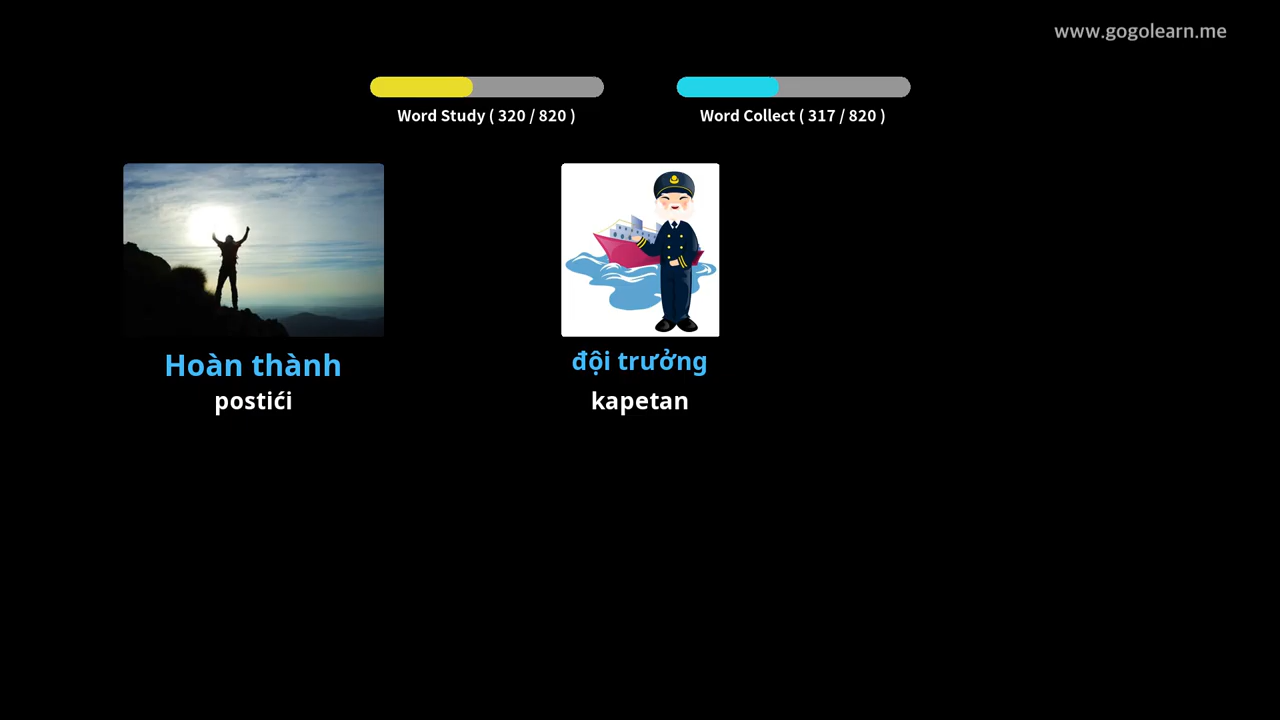 www.gogolearn.me
Word Study ( 320 / 820 )
Word Collect ( 317 / 820 )
Hoàn thành
postići
đội trưởng
kapetan